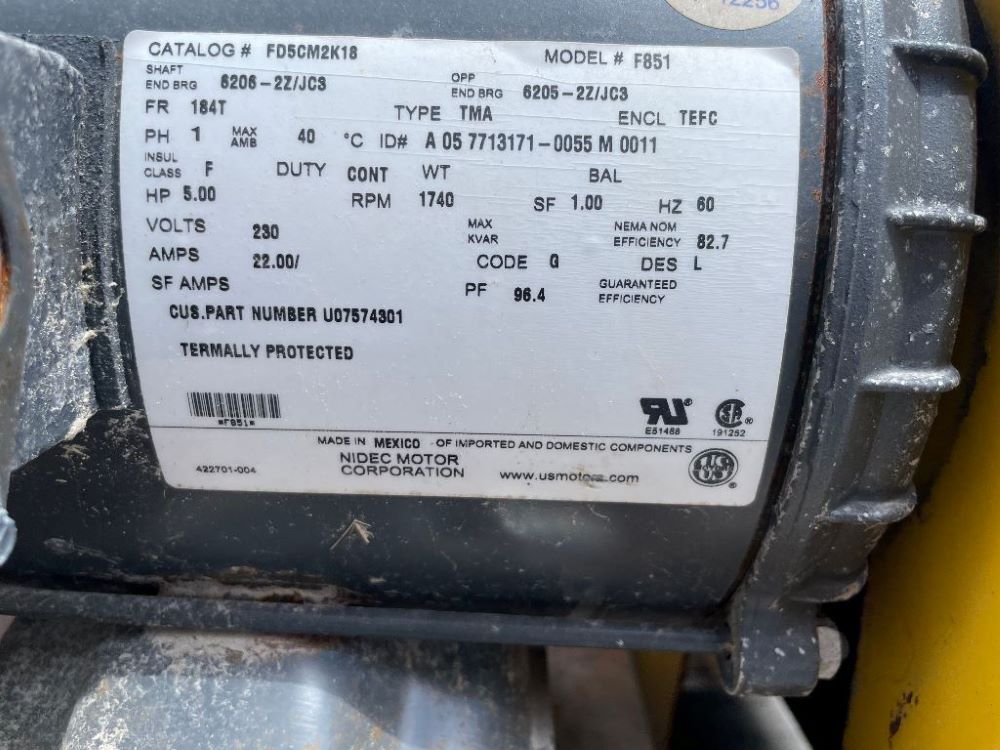 12256
CATALOG # FD5CM2K18 MODEL # F851
SHAFT END BRG 6206-2Z/JC3 OPP END BRG 6205-2Z/JC3
FR 184T TYPE TMA ENCL TEFC
PH 1 MAX AMB 40 °C ID# A 05 7713171-0055 M 0011
INSUL CLASS F DUTY CONT WT BAL
HP 5.00 RPM 1740 SF 1.00 HZ 60
VOLTS 230 MAX KVAR NEMA NOM EFFICIENCY 82.7
AMPS 22.00/ CODE G DES L
SF AMPS PF 96.4 GUARANTEED EFFICIENCY
CUS.PART NUMBER U07574301
TERMALLY PROTECTED
*F851*
E51488
191252
MADE IN MEXICO OF IMPORTED AND DOMESTIC COMPONENTS
NIDEC MOTOR
CORPORATION www.usmotors.com
422701-004